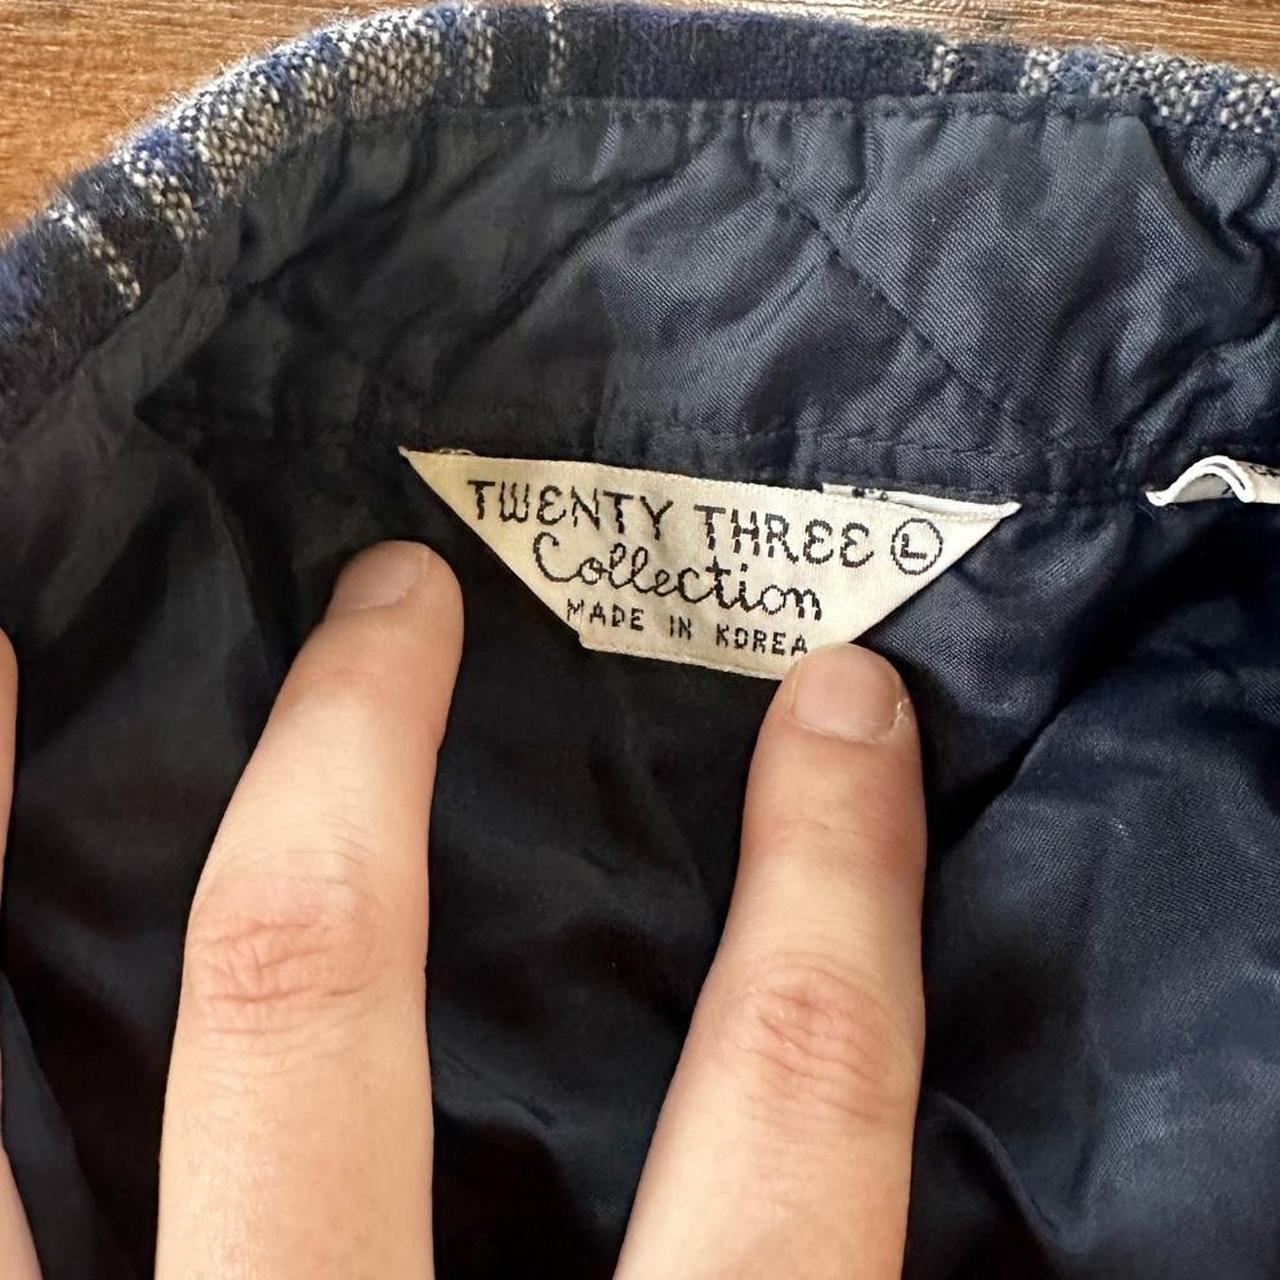 TWENTY THREE Ⓛ
Collection
MADE IN KOREA